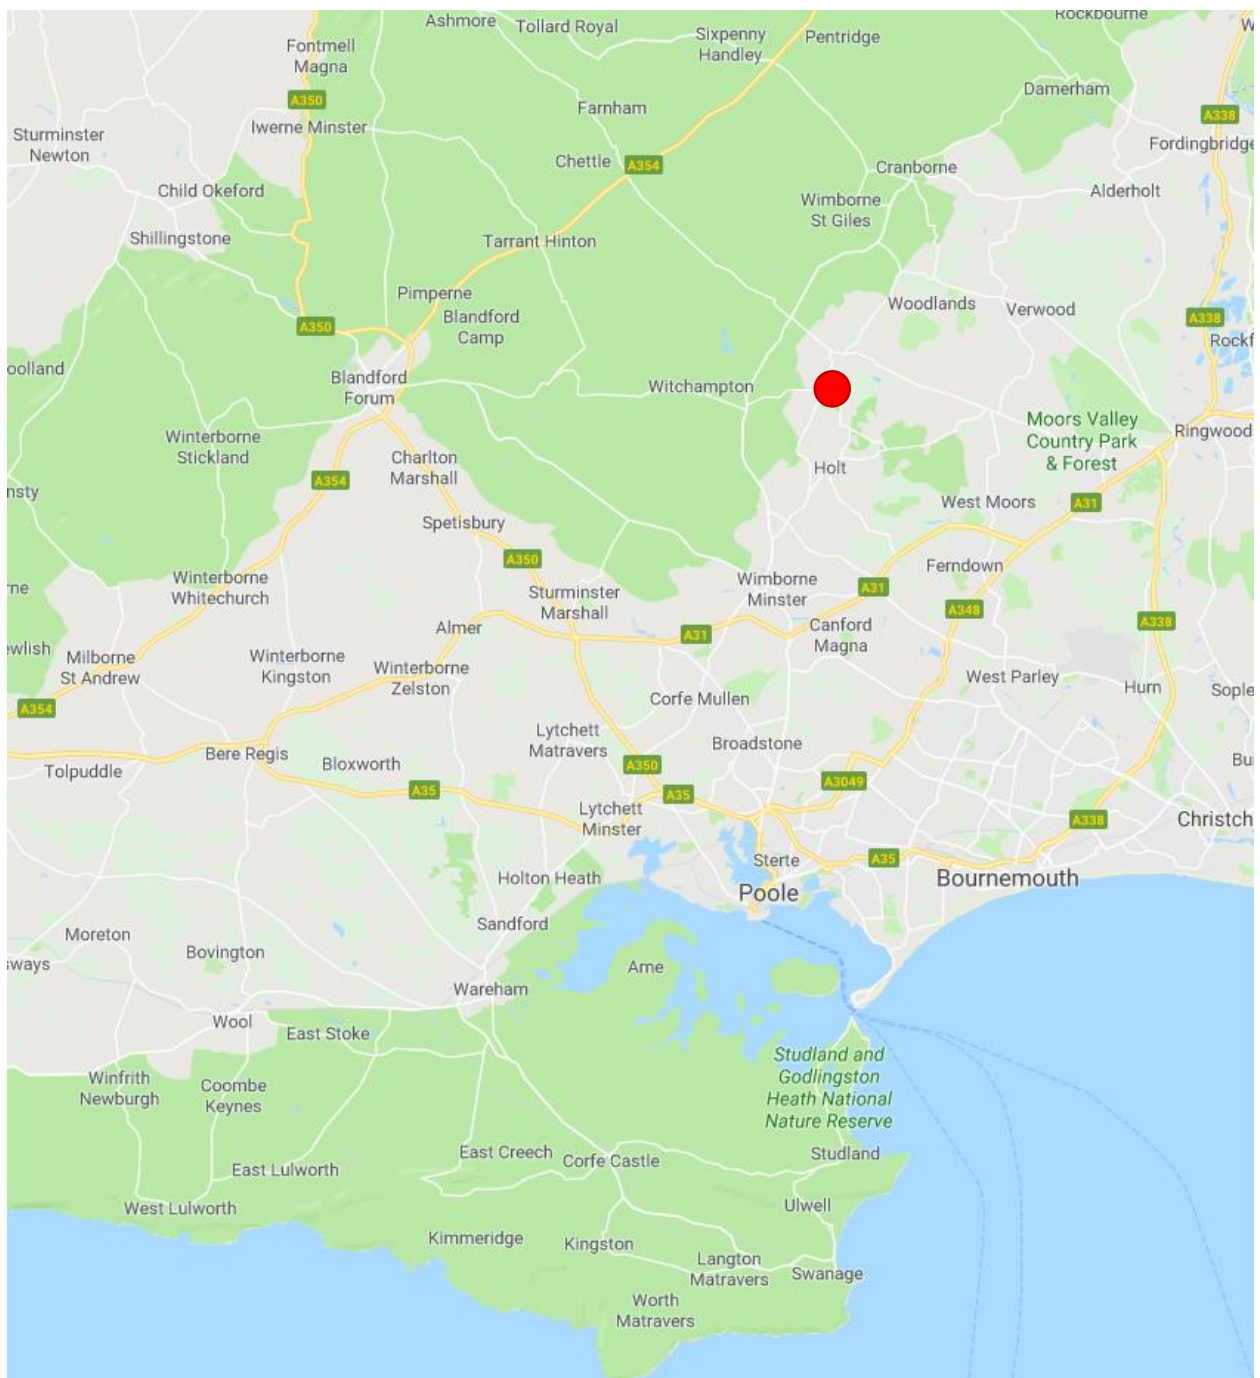 Ashmore
Tollard Royal
Rockbourne
Sixpenny
Handley
Pentridge
Fontmell
Magna
Damerham
A350
Farnham
A338
Iwerne Minster
Sturminster
Newton
Fordingbridge
Chettle
A354
Cranborne
Child Okeford
Alderholt
Wimborne
St Giles
Shillingstone
Tarrant Hinton
Pimperne
Woodlands
Verwood
Blandford
Camp
A338
A350
Rockf
oolland
Blandford
Forum
Witchampton
Moors Valley
Country Park
& Forest
Ringwood
Winterborne
Stickland
Charlton
Marshall
Holt
A354
nsty
West Moors
A31
Spetisbury
A350
Ferndown
Winterborne
Whitechurch
Wimborne
Minster
A31
rne
Sturminster
Marshall
A348
A338
Almer
A31
Canford
Magna
ewlish
Milborne
St Andrew
Winterborne
Kingston
Winterborne
Zelston
West Parley
Hurn
Sople
Corfe Mullen
A354
Lytchett
Matravers
Broadstone
Bere Regis
Bloxworth
A350
Bu
Tolpuddle
A3049
A35
A35
Lytchett
Minster
A338
Christch
Sterte
A35
Holton Heath
Poole
Bournemouth
Sandford
Moreton
Bovington
sways
Arne
Wareham
Wool
East Stoke
Studland and
Godlingston
Heath National
Nature Reserve
Winfrith
Newburgh
Coombe
Keynes
East Creech
Corfe Castle
Studland
East Lulworth
West Lulworth
Ulwell
Kimmeridge
Kingston
Langton
Matravers
Swanage
Worth
Matravers